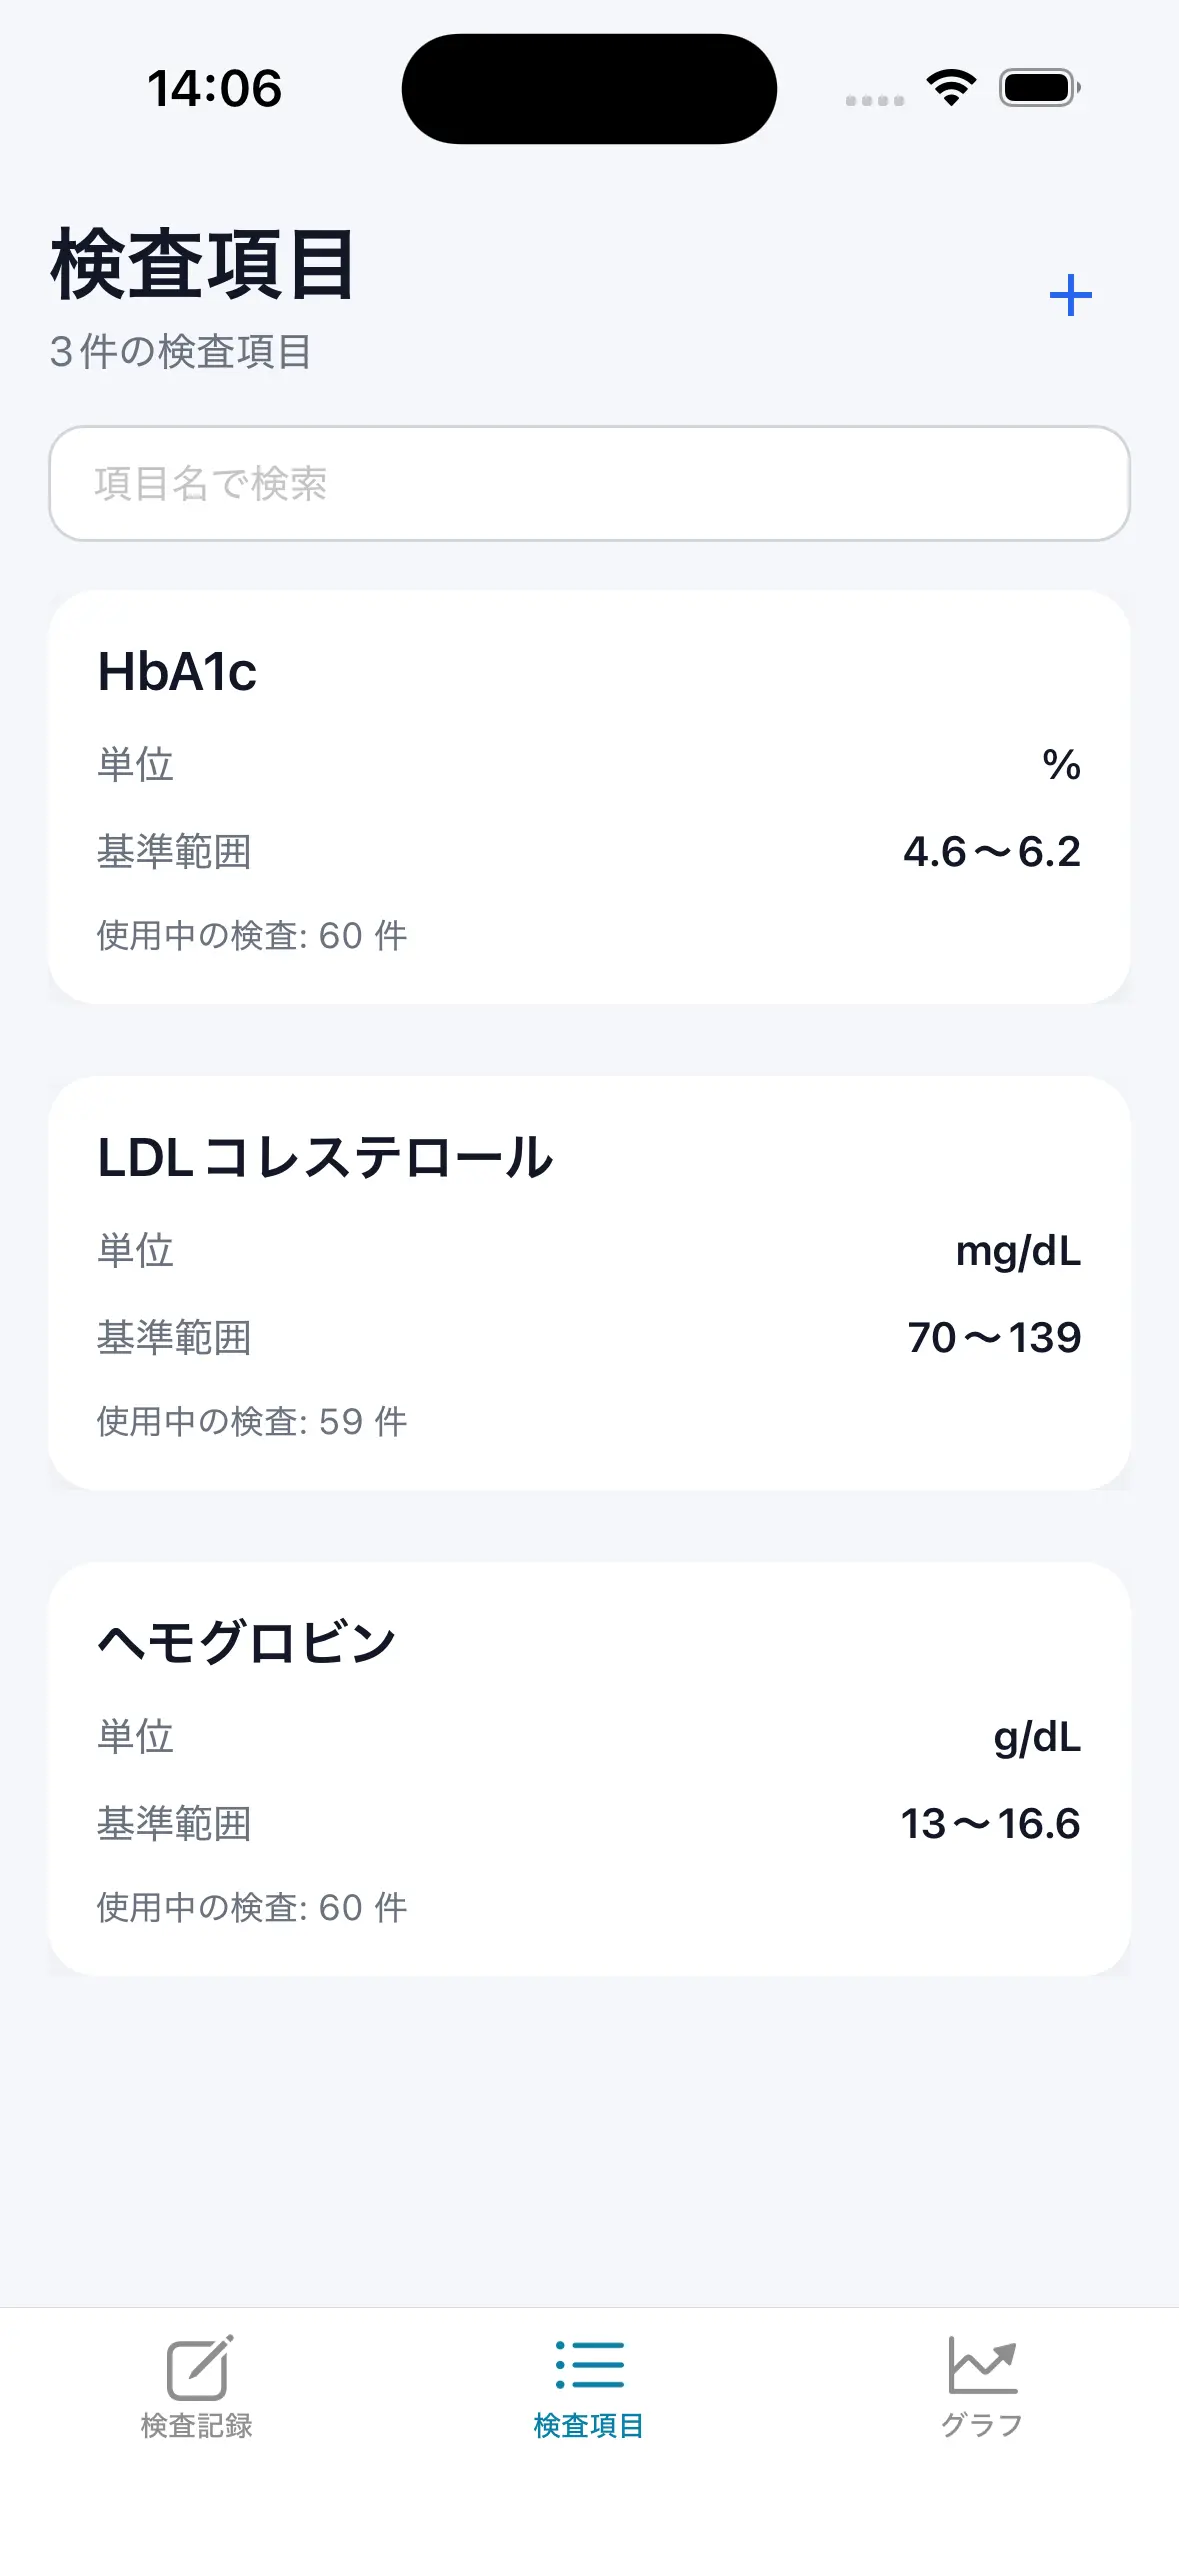 14:06
検査項目
3件の検査項目
項目名で検索
HbA1c
単位 %
基準範囲 4.6〜6.2
使用中の検査: 60 件
LDLコレステロール
単位 mg/dL
基準範囲 70〜139
使用中の検査: 59 件
ヘモグロビン
単位 g/dL
基準範囲 13〜16.6
使用中の検査: 60 件
検査記録 検査項目 グラフ